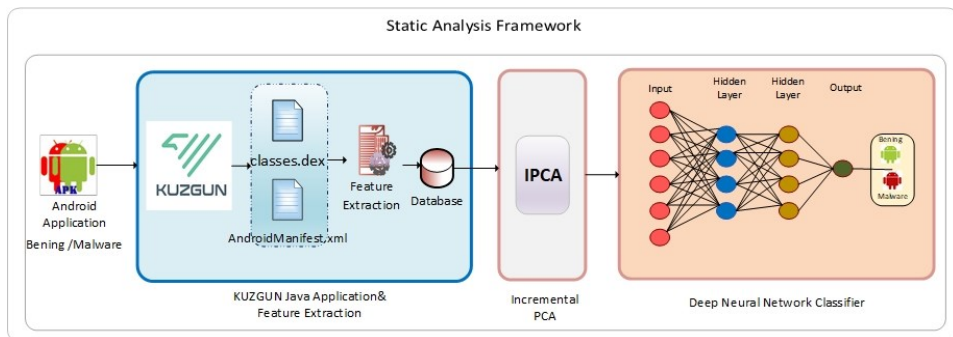 Static Analysis Framework
APK
Android
Application
Bening /Malware
KUZGUN
classes.dex
AndroidManifest.xml
Feature
Extraction
Database
KUZGUN Java Application&
Feature Extraction
IPCA
Incremental
PCA
Input
Hidden
Layer
Hidden
Layer
Output
Bening
Malware
Deep Neural Network Classifier